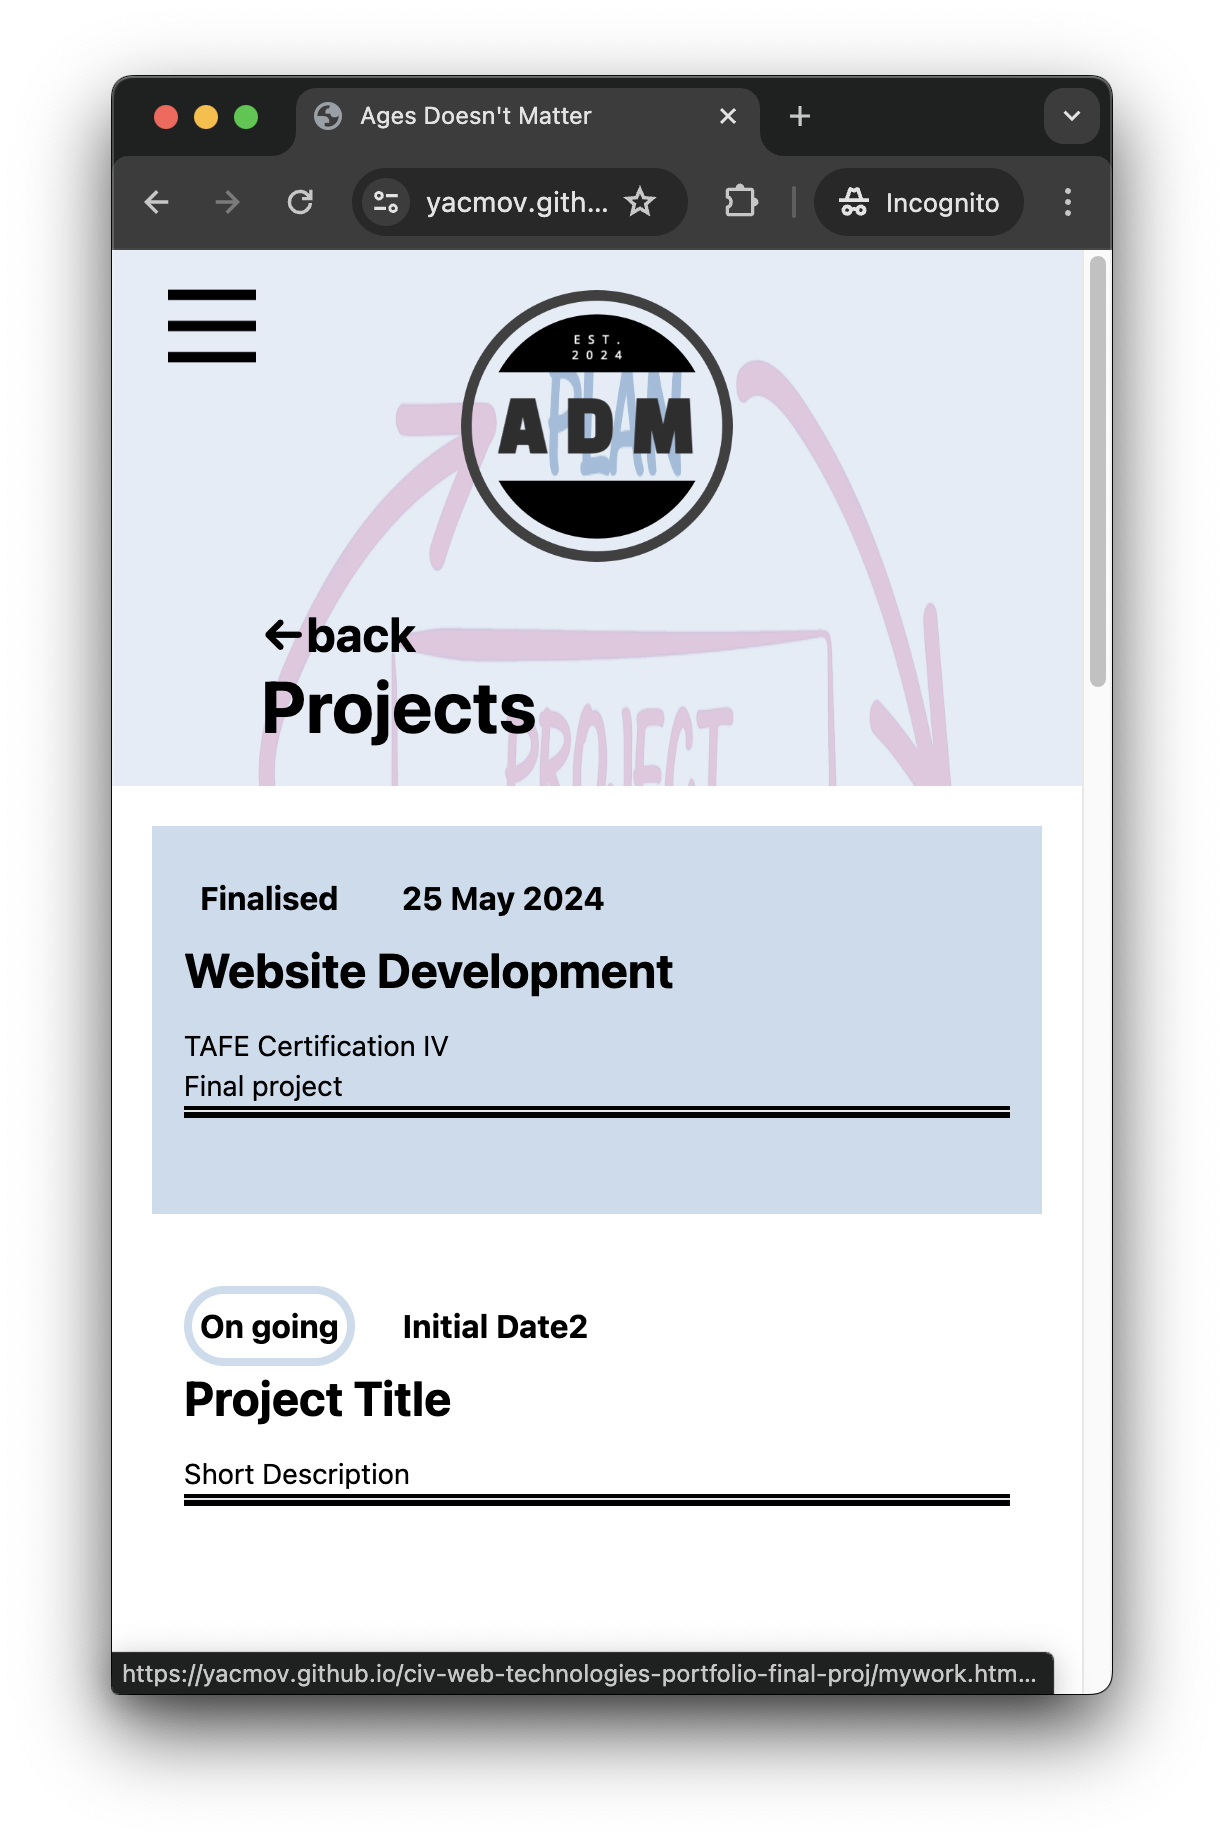 Ages Doesn't Matter
yacmov.gith...
Incognito
EST.
2024
PLAN
ADM
←back
Projects
PROJECT
Finalised 25 May 2024
Website Development
TAFE Certification IV
Final project
On going Initial Date2
Project Title
Short Description
https://yacmov.github.io/civ-web-technologies-portfolio-final-proj/mywork.htm...